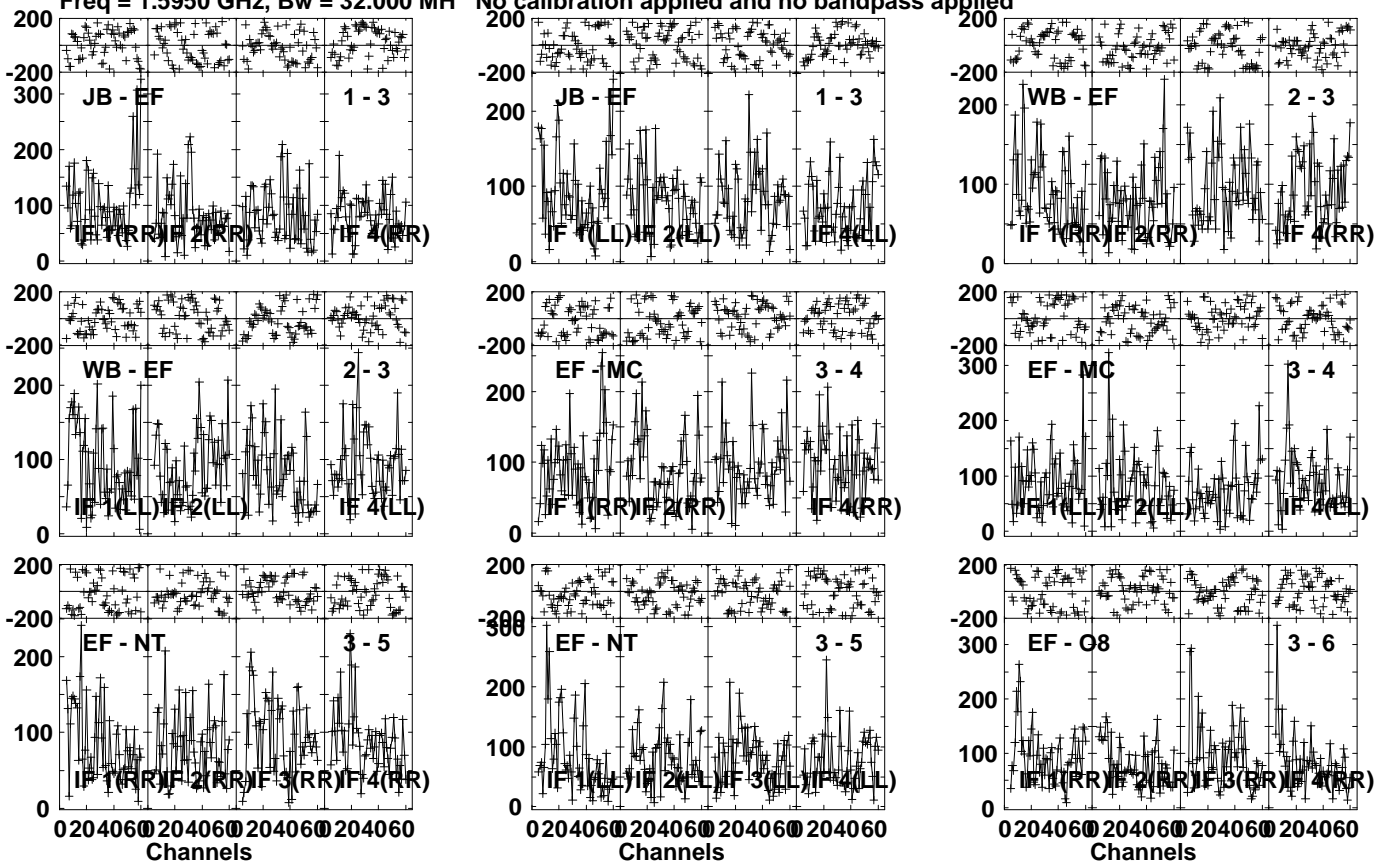 Freq = 1.5950 GHz, Bw = 32.000 MH No calibration applied and no bandpass applied
200
-200
300
200
100
0
JB - EF 1 - 3
IF 1(RR) IF 2(RR) IF 4(RR)
200
-200
200
100
0
JB - EF 1 - 3
IF 1(LL) IF 2(LL) IF 4(LL)
200
-200
200
100
0
WB - EF 2 - 3
IF 1(RR) IF 2(RR) IF 4(RR)
200
-200
200
100
0
WB - EF 2 - 3
IF 1(LL) IF 2(LL) IF 4(LL)
200
-200
200
100
0
EF - MC 3 - 4
IF 1(RR) IF 2(RR) IF 4(RR)
200
-200
300
200
100
0
EF - MC 3 - 4
IF 1(LL) IF 2(LL) IF 4(LL)
200
-200
200
100
0
EF - NT 3 - 5
IF 1(RR) IF 2(RR) IF 3(RR) IF 4(RR)
0 20 40 60 0 20 40 60 0 20 40 60 0 20 40 60
Channels
200
-200
300
200
100
0
EF - NT 3 - 5
IF 1(LL) IF 2(LL) IF 3(LL) IF 4(LL)
0 20 40 60 0 20 40 60 0 20 40 60 0 20 40 60
Channels
200
-200
300
200
100
0
EF - O8 3 - 6
IF 1(RR) IF 2(RR) IF 3(RR) IF 4(RR)
0 20 40 60 0 20 40 60 0 20 40 60 0 20 40 60
Channels